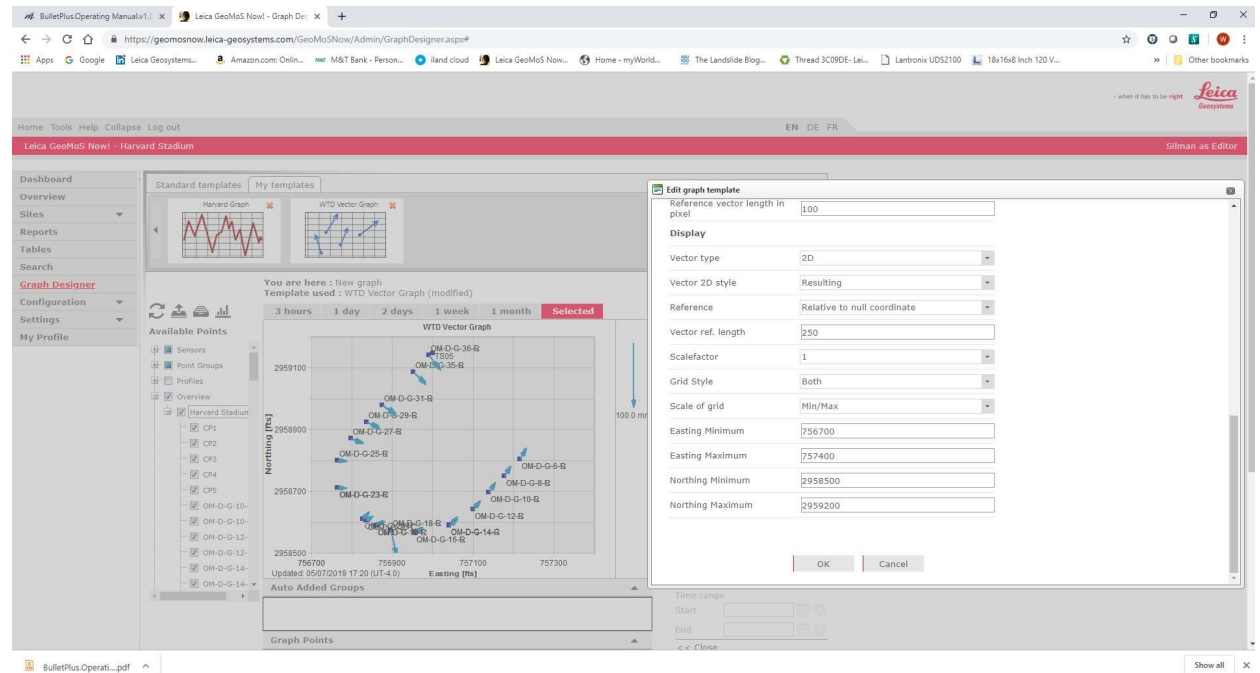 BulletPlus.Operating Manual.v1.
Leica GeoMoS Now! - Graph Des
https://geomosnow.leica-geosystems.com/GeoMoSNow/Admin/GraphDesigner.aspx#
Apps Google Leica Geosystems... Amazon.com: Onlin... M&T Bank - Person... iland cloud Leica GeoMoS Now... Home - myWorld... The Landslide Blog... Thread 3C09DE- Lei... Lantronix UDS2100 18x16x8 Inch 120 V... » Other bookmarks
- when it has to be right Leica Geosystems
Home Tools Help Collapse Log out EN DE FR
Leica GeoMoS Now! - Harvard Stadium Silman as Editor
Dashboard
Overview
Sites
Reports
Tables
Search
Graph Designer
Configuration
Settings
My Profile
Standard templates My templates
Harvard Graph WTD Vector Graph
You are here : New graph
Template used : WTD Vector Graph (modified)
3 hours 1 day 2 days 1 week 1 month Selected
Available Points
Sensors
Point Groups
Profiles
Overview
Harvard Stadium
CP1
CP2
CP3
CP4
CP5
OM-D-G-10-
OM-D-G-10-
OM-D-G-12-
OM-D-G-12-
OM-D-G-14-
OM-D-G-14-
WTD Vector Graph
Northing [fts]
2959100
2958900
2958700
2958500
OM-D-G-36-R
TS05
OM-D-G-35-R
OM-D-G-31-R
OM-D-G-29-R
OM-D-G-27-R
OM-D-G-25-R
OM-D-G-23-R
OM-D-G-6-R
OM-D-G-8-R
OM-D-G-10-R
OM-D-G-12-R
OM-D-G-18-R
OM-D-G-14-R
OM-D-G-16-R
756700 756900 757100 757300
Updated: 05/07/2019 17:20 (UT-4.0) Easting [fts]
100.0 mm
Auto Added Groups
Graph Points
Edit graph template
Reference vector length in pixel 100
Display
Vector type 2D
Vector 2D style Resulting
Reference Relative to null coordinate
Vector ref. length 250
Scalefactor 1
Grid Style Both
Scale of grid Min/Max
Easting Minimum 756700
Easting Maximum 757400
Northing Minimum 2958500
Northing Maximum 2959200
OK Cancel
Time range
Start
End
<< Close
BulletPlus.Operati....pdf Show all